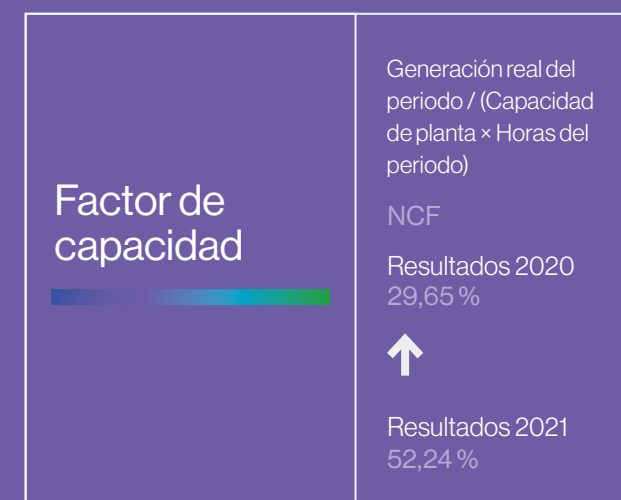 Factor de
capacidad
Generación real del
periodo / (Capacidad
de planta × Horas del
periodo)
NCF
Resultados 2020
29,65 %
Resultados 2021
52,24 %